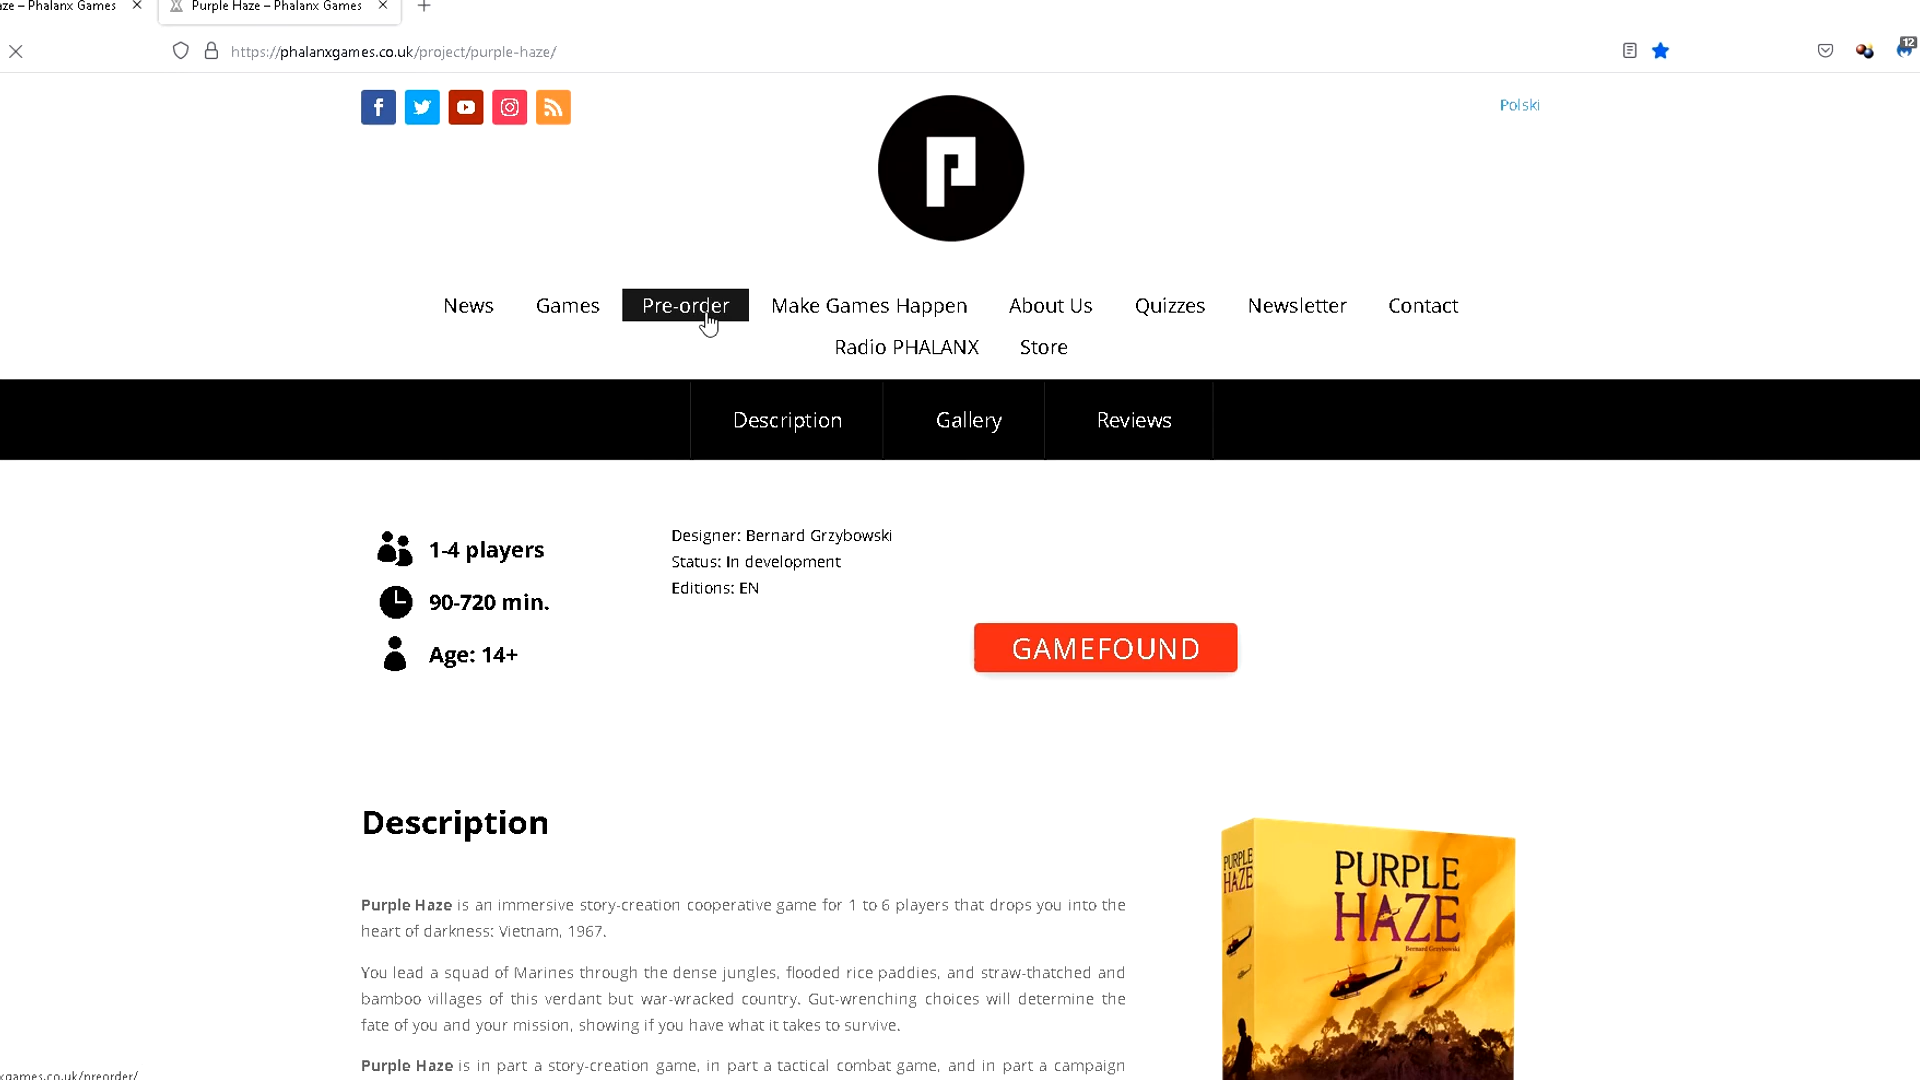 aze – Phalanx Games
Purple Haze – Phalanx Games
https://phalanxgames.co.uk/project/purple-haze/
12
Polski
News Games Pre-order Make Games Happen About Us Quizzes Newsletter Contact
Radio PHALANX Store
Description Gallery Reviews
1-4 players
90-720 min.
Age: 14+
Designer: Bernard Grzybowski
Status: In development
Editions: EN
GAMEFOUND
Description
Purple Haze is an immersive story-creation cooperative game for 1 to 6 players that drops you into the
heart of darkness: Vietnam, 1967.
You lead a squad of Marines through the dense jungles, flooded rice paddies, and straw-thatched and
bamboo villages of this verdant but war-wracked country. Gut-wrenching choices will determine the
fate of you and your mission, showing if you have what it takes to survive.
Purple Haze is in part a story-creation game, in part a tactical combat game, and in part a campaign
PURPLE
HAZE
PURPLE
HAZE
Bernard Grzybowski
xgames.co.uk/preorder/